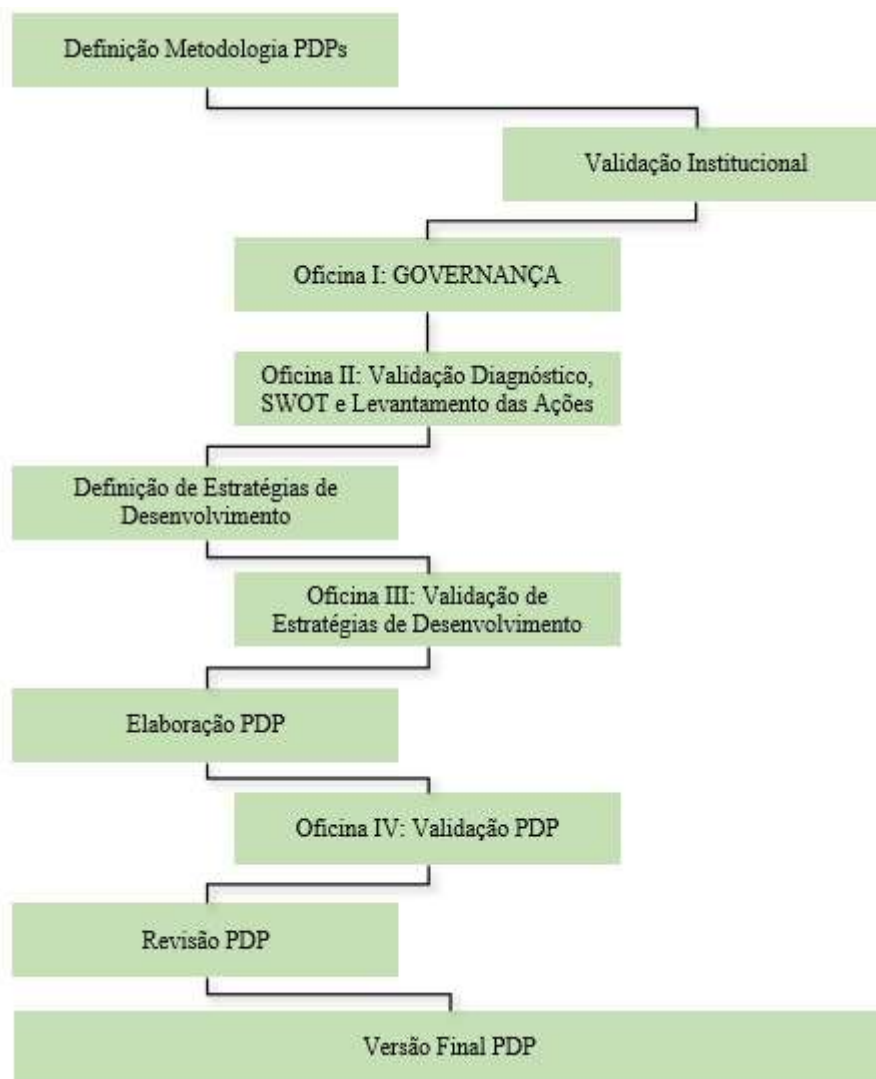 Definição Metodologia PDPs
Validação Institucional
Oficina I: GOVERNANÇA
Oficina II: Validação Diagnóstico,
SWOT e Levantamento das Ações
Definição de Estratégias de
Desenvolvimento
Oficina III: Validação de
Estratégias de Desenvolvimento
Elaboração PDP
Oficina IV: Validação PDP
Revisão PDP
Versão Final PDP